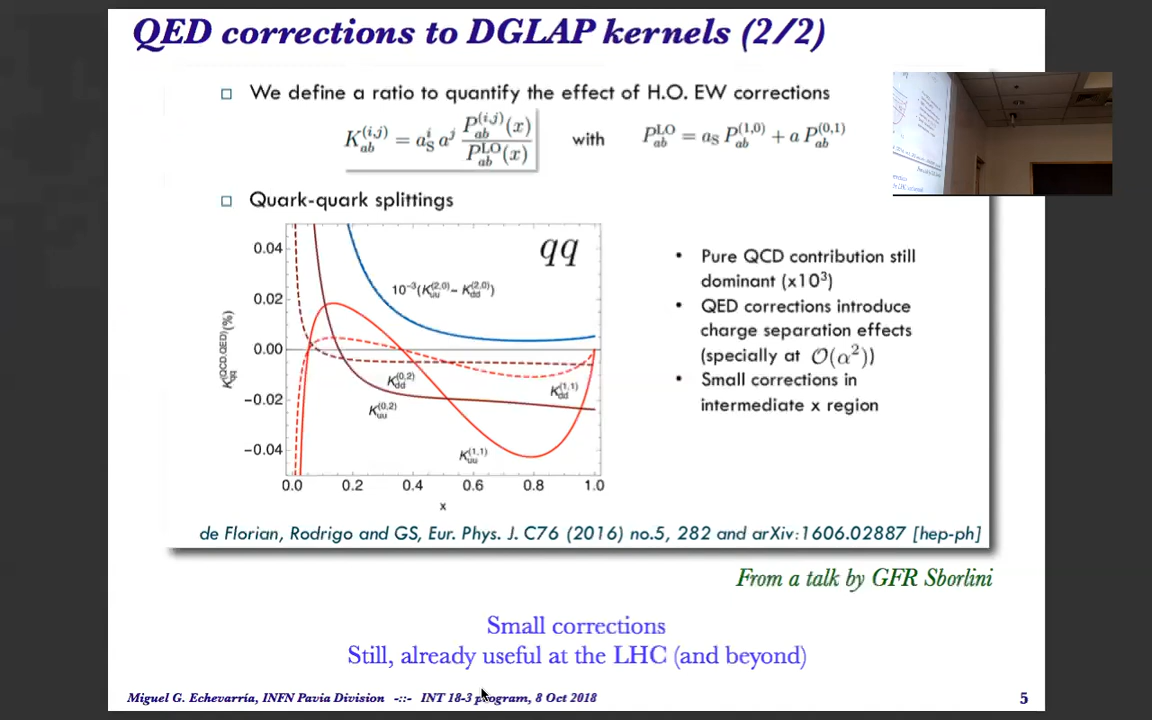 QED corrections to DGLAP kernels (2/2)
We define a ratio to quantify the effect of H.O. EW corrections
K_{ab}^{(i,j)} = a_S^i a^j \frac{P_{ab}^{(i,j)}(x)}{P_{ab}^{LO}(x)} with P_{ab}^{LO} = a_S P_{ab}^{(1,0)} + a P_{ab}^{(0,1)}
Quark-quark splittings
qq
K_{qq}^{(QCD,QED)}(%)
0.04
0.02
0.00
−0.02
−0.04
10^{-3}(K_{uu}^{(2,0)} ~ K_{dd}^{(2,0)})
K_{dd}^{(0,2)}
K_{uu}^{(0,2)}
K_{dd}^{(1,1)}
K_{uu}^{(1,1)}
0.0 0.2 0.4 0.6 0.8 1.0
x
• Pure QCD contribution still
dominant (x10^3)
• QED corrections introduce
charge separation effects
(specially at O(α^2))
• Small corrections in
intermediate x region
de Florian, Rodrigo and GS, Eur. Phys. J. C76 (2016) no.5, 282 and arXiv:1606.02887 [hep-ph]
From a talk by GFR Sborlini
Small corrections
Still, already useful at the LHC (and beyond)
Miguel G. Echevarría, INFN Pavia Division -::- INT 18-3 program, 8 Oct 2018
5